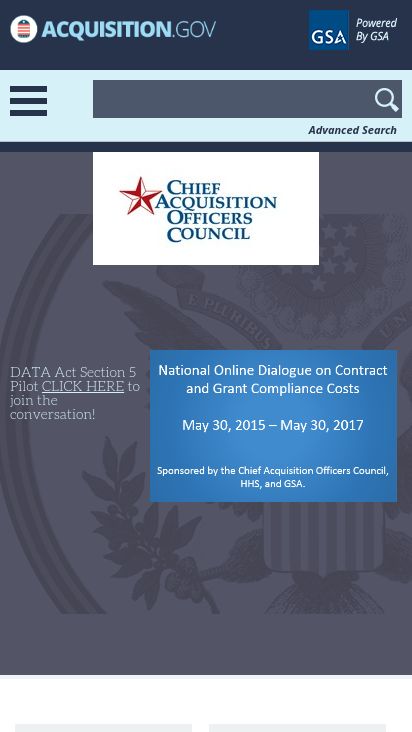 ACQUISITION.GOV
GSA
Powered
By GSA
Advanced Search
CHIEF
ACQUISITION
OFFICERS
COUNCIL
E PLURIBUS
DATA Act Section 5
Pilot CLICK HERE to
join the
conversation!
National Online Dialogue on Contract
and Grant Compliance Costs
May 30, 2015 – May 30, 2017
Sponsored by the Chief Acquisition Officers Council,
HHS, and GSA.